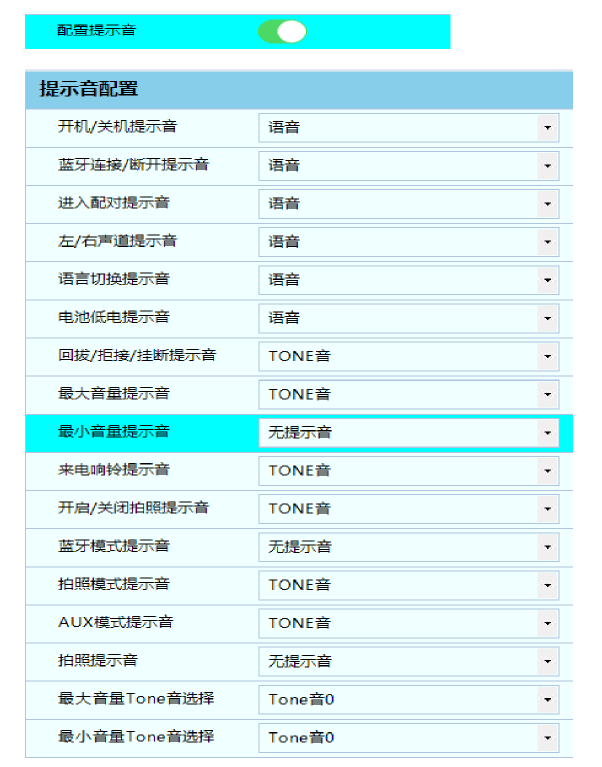 配置提示音
提示音配置
开机/关机提示音 语音
蓝牙连接/断开提示音 语音
进入配对提示音 语音
左/右声道提示音 语音
语言切换提示音 语音
电池低电提示音 语音
回拨/拒接/挂断提示音 TONE音
最大音量提示音 TONE音
最小音量提示音 无提示音
来电响铃提示音 TONE音
开启/关闭拍照提示音 TONE音
蓝牙模式提示音 无提示音
拍照模式提示音 TONE音
AUX模式提示音 TONE音
拍照提示音 无提示音
最大音量Tone音选择 Tone音0
最小音量Tone音选择 Tone音0